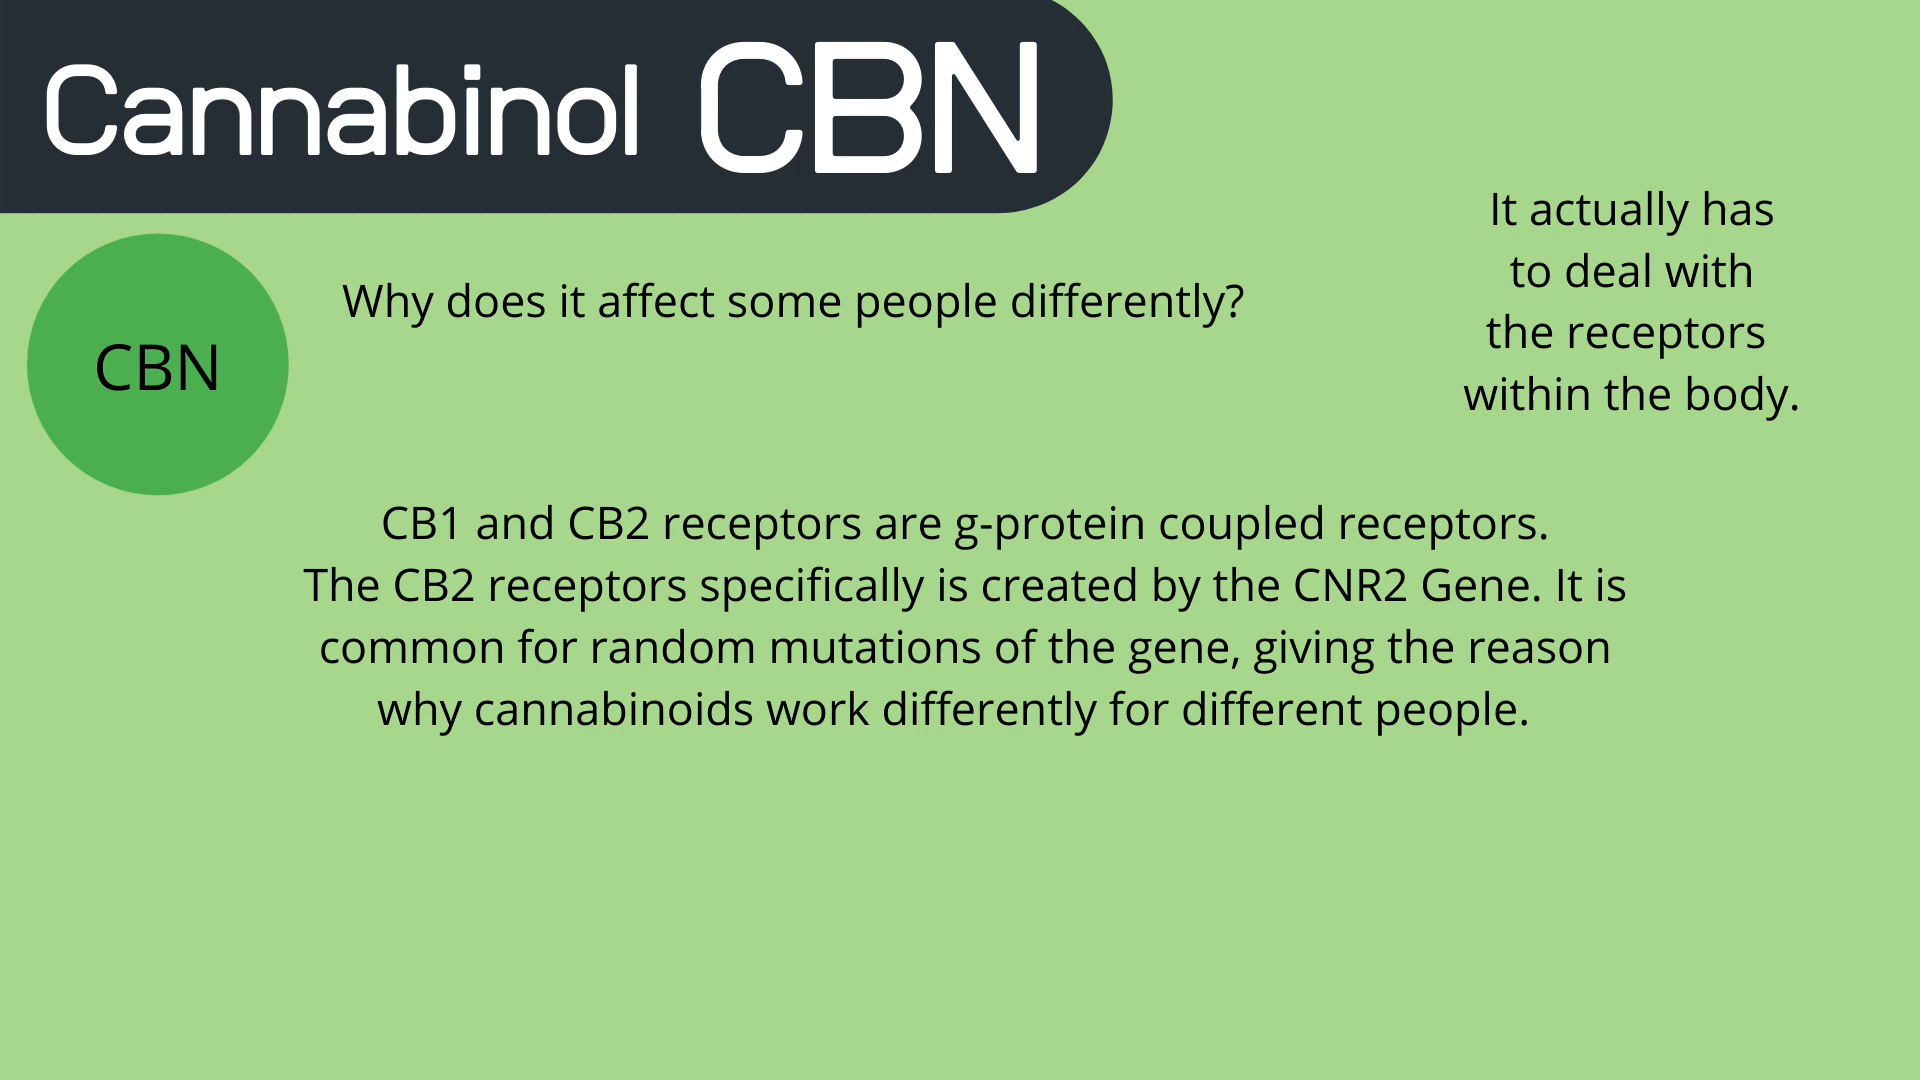 Cannabinol CBN
CBN
Why does it affect some people differently?
It actually has
to deal with
the receptors
within the body.
CB1 and CB2 receptors are g-protein coupled receptors.
The CB2 receptors specifically is created by the CNR2 Gene. It is
common for random mutations of the gene, giving the reason
why cannabinoids work differently for different people.